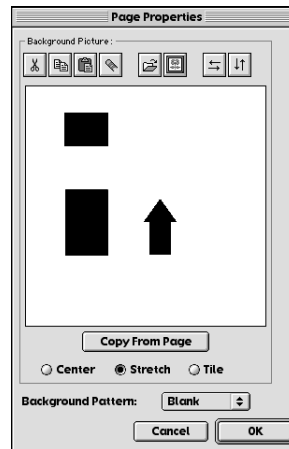 Page Properties
Background Picture:
Copy From Page
Center Stretch Tile
Background Pattern: Blank
Cancel OK